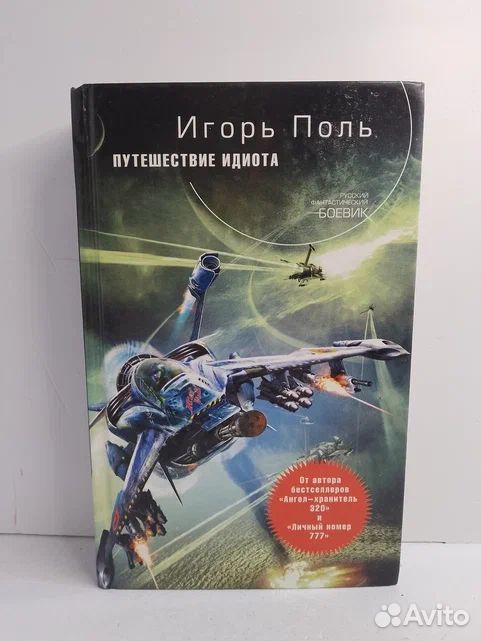 Игорь Поль
ПУТЕШЕСТВИЕ ИДИОТА
РУССКИЙ
ФАНТАСТИЧЕСКИЙ
БОЕВИК
От автора
бестселлеров
«Ангел-хранитель
320»
и
«Личный номер
777»
Avito